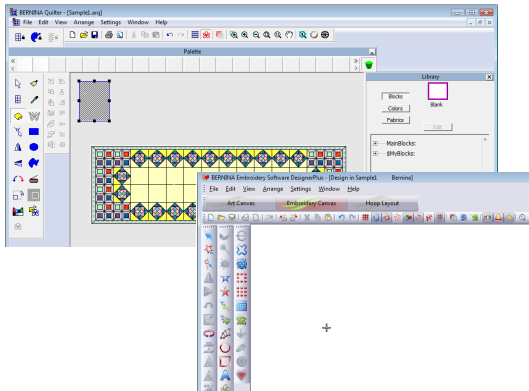 BERNINA Quilter - [Sample1.arq]
File Edit View Arrange Settings Window Help
Palette
Library
Blocks
Colors
Fabrics
Blank
Edit
MainBlocks:
$MyBlocks:
BERNINA Embroidery Software DesignerPlus - [Design in Sample1 Bernina]
File Edit View Arrange Settings Window Help
Art Canvas Embroidery Canvas Hoop Layout